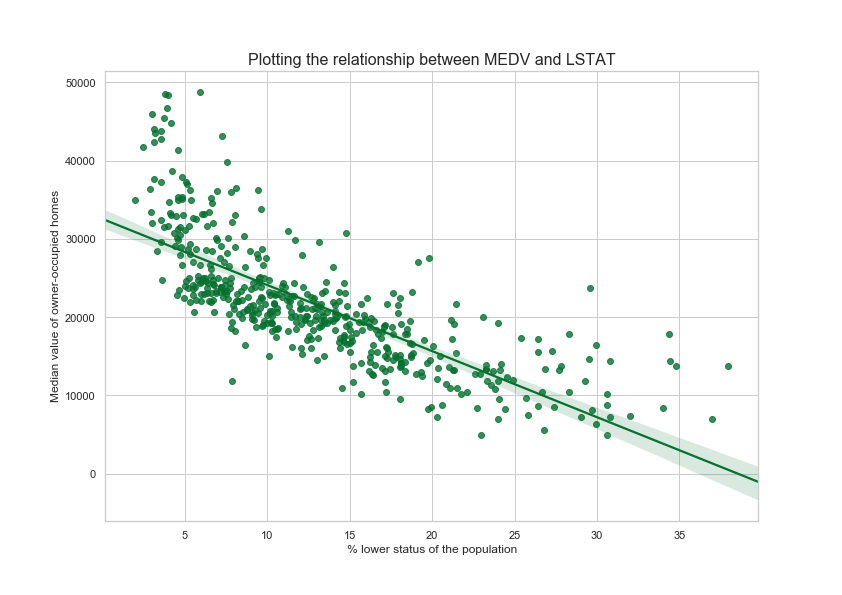 Plotting the relationship between MEDV and LSTAT
50000
40000
30000
20000
10000
0
Median value of owner-occupied homes
5 10 15 20 25 30 35
% lower status of the population